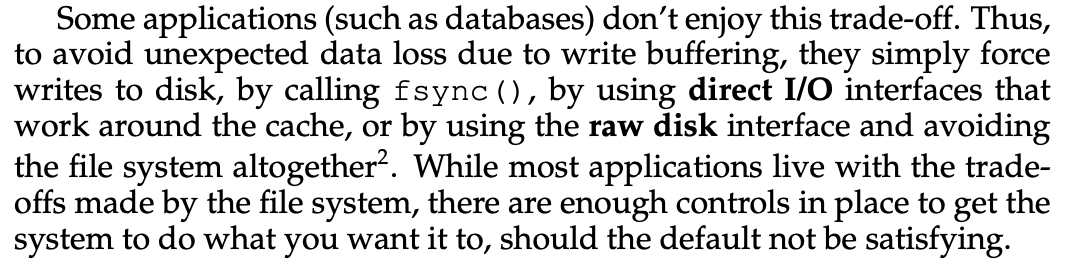 Some applications (such as databases) don't enjoy this trade-off. Thus,
to avoid unexpected data loss due to write buffering, they simply force
writes to disk, by calling fsync(), by using direct I/O interfaces that
work around the cache, or by using the raw disk interface and avoiding
the file system altogether². While most applications live with the trade-
offs made by the file system, there are enough controls in place to get the
system to do what you want it to, should the default not be satisfying.